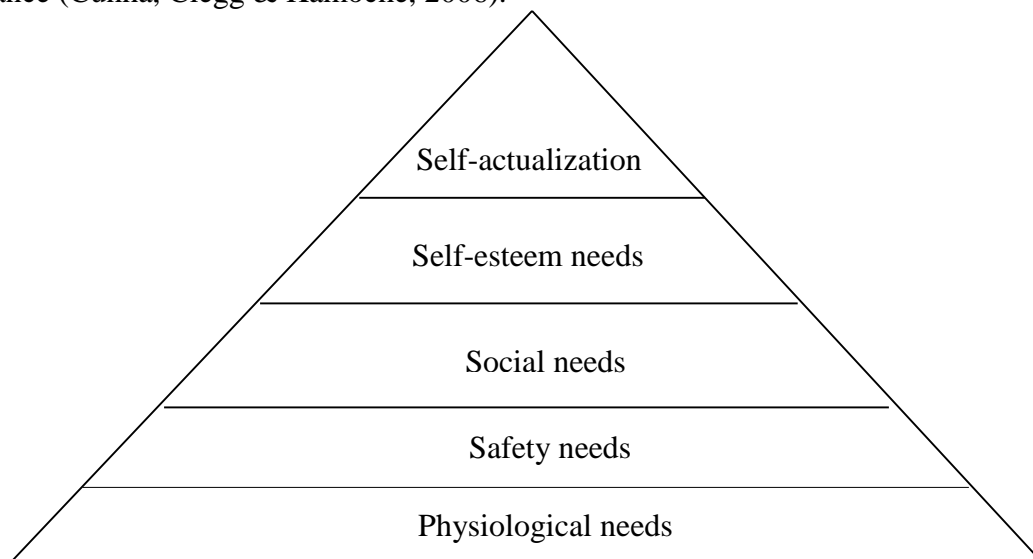 Self-actualization
Self-esteem needs
Social needs
Safety needs
Physiological needs